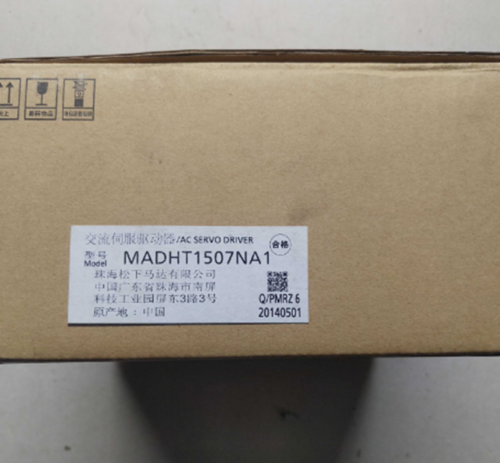 交流伺服驱动器/AC SERVO DRIVER
合格
型号
Model
MADHT1507NA1
珠海松下马达有限公司
中国广东省珠海市南屏
科技工业园屏东3路3号
原产地：中国
Q/PMRZ 6
20140501